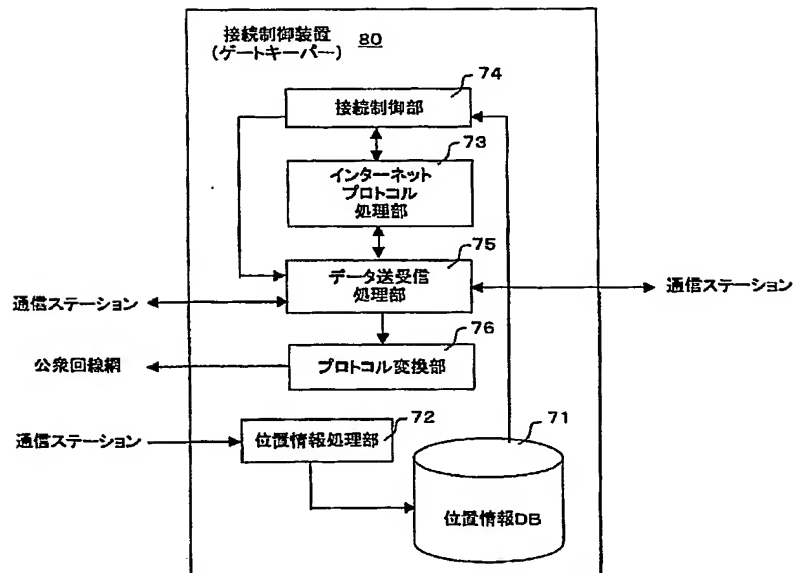 接続制御装置 80
(ゲートキーパー)
74
接続制御部
73
インターネット
プロトコル
処理部
75
データ送受信
処理部
通信ステーション
通信ステーション
76
プロトコル変換部
公衆回線網
72
位置情報処理部
通信ステーション
71
位置情報DB